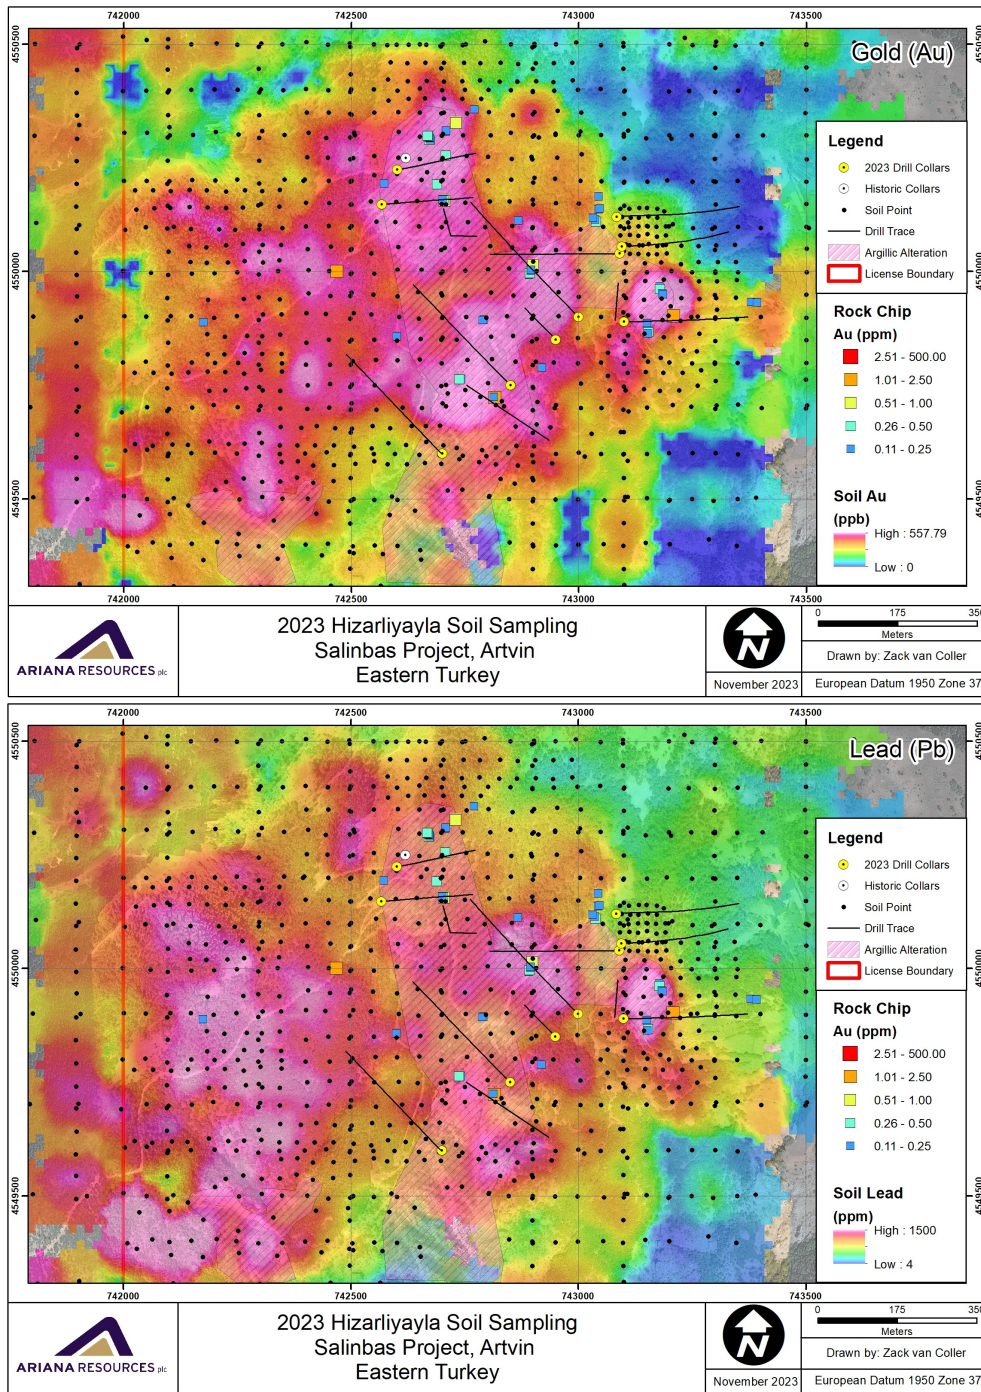 742000 742500 743000 743500
4550500
4550500
Gold (Au)
Legend
2023 Drill Collars
Historic Collars
Soil Point
Drill Trace
Argillic Alteration
License Boundary
4550000
4550000
Rock Chip
Au (ppm)
2.51 - 500.00
1.01 - 2.50
0.51 - 1.00
0.26 - 0.50
0.11 - 0.25
4549500
4549500
Soil Au
(ppb)
High : 557.79
Low : 0
742000 742500 743000 743500
ARIANA RESOURCES plc
2023 Hizarliyayla Soil Sampling
Salinbas Project, Artvin
Eastern Turkey
N
November 2023
0 175 350
Meters
Drawn by: Zack van Coller
European Datum 1950 Zone 37
742000 742500 743000 743500
4550500
4550500
Lead (Pb)
Legend
2023 Drill Collars
Historic Collars
Soil Point
Drill Trace
Argillic Alteration
License Boundary
4550000
4550000
Rock Chip
Au (ppm)
2.51 - 500.00
1.01 - 2.50
0.51 - 1.00
0.26 - 0.50
0.11 - 0.25
4549500
4549500
Soil Lead
(ppm)
High : 1500
Low : 4
742000 742500 743000 743500
ARIANA RESOURCES plc
2023 Hizarliyayla Soil Sampling
Salinbas Project, Artvin
Eastern Turkey
N
November 2023
0 175 350
Meters
Drawn by: Zack van Coller
European Datum 1950 Zone 37